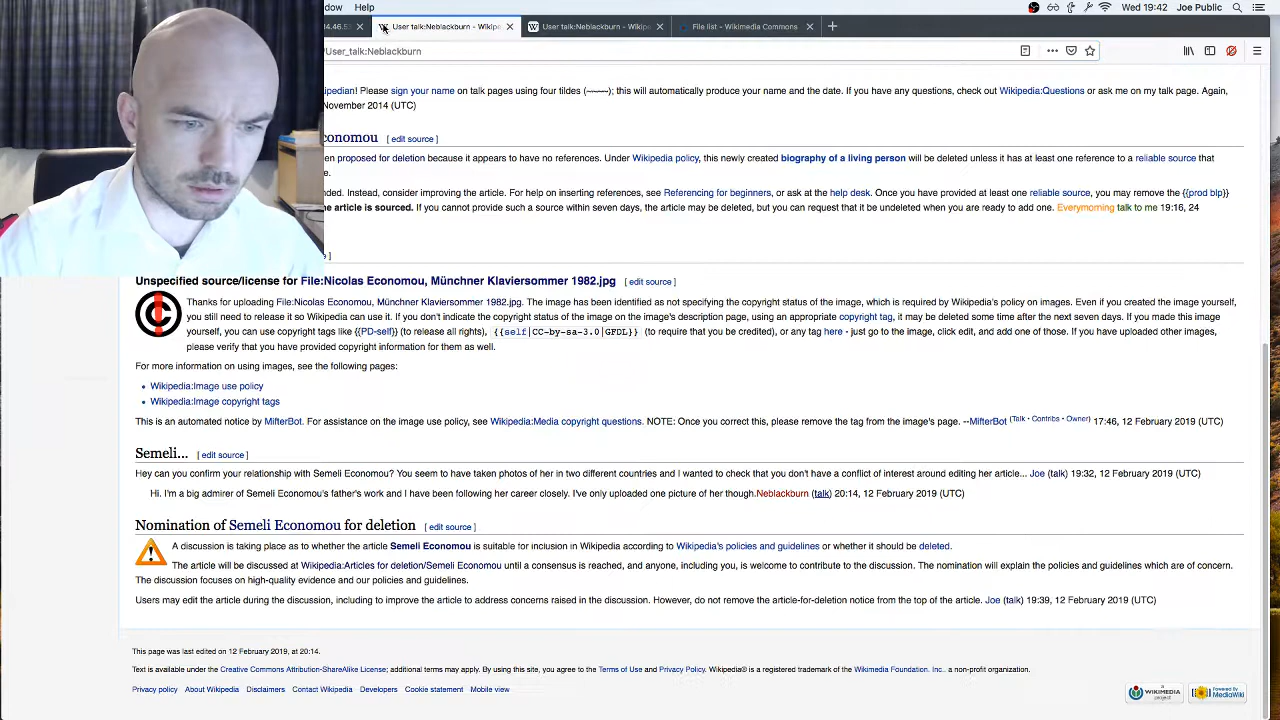 ndow Help Wed 19:42 Joe Public
14.46.53 User talk:Neblackburn - Wikipe User talk:Neblackburn - Wikipe File list - Wikimedia Commons
User_talk:Neblackburn
kipedian! Please sign your name on talk pages using four tildes (~~~~); this will automatically produce your name and the date. If you have any questions, check out Wikipedia:Questions or ask me on my talk page. Again,
November 2014 (UTC)
conomou [ edit source ]
en proposed for deletion because it appears to have no references. Under Wikipedia policy, this newly created biography of a living person will be deleted unless it has at least one reference to a reliable source that
e.
nded. Instead, consider improving the article. For help on inserting references, see Referencing for beginners, or ask at the help desk. Once you have provided at least one reliable source, you may remove the {{prod blp}}
he article is sourced. If you cannot provide such a source within seven days, the article may be deleted, but you can request that it be undeleted when you are ready to add one. Everymorning talk to me 19:16, 24
e ]
Unspecified source/license for File:Nicolas Economou, Münchner Klaviersommer 1982.jpg [ edit source ]
Thanks for uploading File:Nicolas Economou, Münchner Klaviersommer 1982.jpg. The image has been identified as not specifying the copyright status of the image, which is required by Wikipedia's policy on images. Even if you created the image yourself,
you still need to release it so Wikipedia can use it. If you don't indicate the copyright status of the image on the image's description page, using an appropriate copyright tag, it may be deleted some time after the next seven days. If you made this image
yourself, you can use copyright tags like {{PD-self}} (to release all rights), {{self|CC-by-sa-3.0|GFDL}} (to require that you be credited), or any tag here - just go to the image, click edit, and add one of those. If you have uploaded other images,
please verify that you have provided copyright information for them as well.
For more information on using images, see the following pages:
• Wikipedia:Image use policy
• Wikipedia:Image copyright tags
This is an automated notice by MifterBot. For assistance on the image use policy, see Wikipedia:Media copyright questions. NOTE: Once you correct this, please remove the tag from the image's page. --MifterBot (Talk • Contribs • Owner) 17:46, 12 February 2019 (UTC)
Semeli... [ edit source ]
Hey can you confirm your relationship with Semeli Economou? You seem to have taken photos of her in two different countries and I wanted to check that you don't have a conflict of interest around editing her article... Joe (talk) 19:32, 12 February 2019 (UTC)
Hi. I'm a big admirer of Semeli Economou's father's work and I have been following her career closely. I've only uploaded one picture of her though.Neblackburn (talk) 20:14, 12 February 2019 (UTC)
Nomination of Semeli Economou for deletion [ edit source ]
A discussion is taking place as to whether the article Semeli Economou is suitable for inclusion in Wikipedia according to Wikipedia's policies and guidelines or whether it should be deleted.
The article will be discussed at Wikipedia:Articles for deletion/Semeli Economou until a consensus is reached, and anyone, including you, is welcome to contribute to the discussion. The nomination will explain the policies and guidelines which are of concern.
The discussion focuses on high-quality evidence and our policies and guidelines.
Users may edit the article during the discussion, including to improve the article to address concerns raised in the discussion. However, do not remove the article-for-deletion notice from the top of the article. Joe (talk) 19:39, 12 February 2019 (UTC)
This page was last edited on 12 February 2019, at 20:14.
Text is available under the Creative Commons Attribution-ShareAlike License; additional terms may apply. By using this site, you agree to the Terms of Use and Privacy Policy. Wikipedia® is a registered trademark of the Wikimedia Foundation, Inc., a non-profit organization.
Privacy policy About Wikipedia Disclaimers Contact Wikipedia Developers Cookie statement Mobile view
A WIKIMEDIA project Powered By MediaWiki